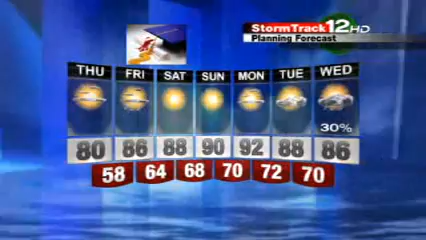 StormTrack 12 HD
Planning Forecast
THU FRI SAT SUN MON TUE WED
30%
80 86 88 90 92 88 86
58 64 68 70 72 70